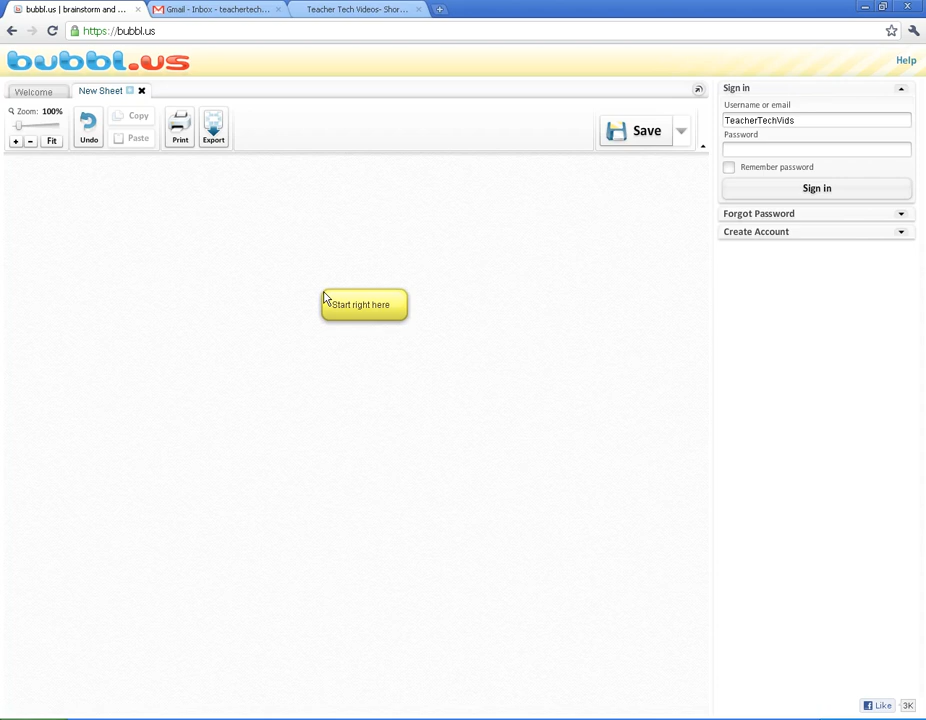 bubbl.us | brainstorm and ...
Gmail - Inbox - teachertech...
Teacher Tech Videos- Shor...
https://bubbl.us
bubbl.us
Help
Welcome
New Sheet
Zoom: 100%
+ - Fit
Undo
Copy
Paste
Print
Export
Save
Sign in
Username or email
TeacherTechVids
Password
Remember password
Sign in
Forgot Password
Create Account
Start right here
Like
3K